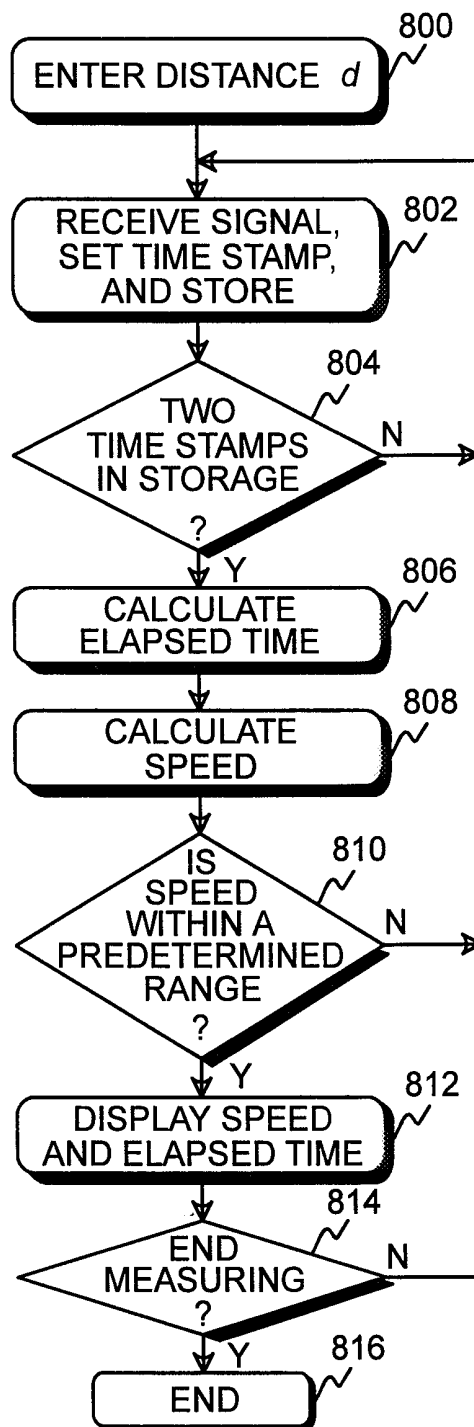 800
ENTER DISTANCE d
802
RECEIVE SIGNAL,
SET TIME STAMP,
AND STORE
804
TWO
TIME STAMPS
IN STORAGE
?
N
Y
806
CALCULATE
ELAPSED TIME
808
CALCULATE
SPEED
810
IS
SPEED
WITHIN A
PREDETERMINED
RANGE
?
N
Y
812
DISPLAY SPEED
AND ELAPSED TIME
814
END
MEASURING
?
N
Y
816
END